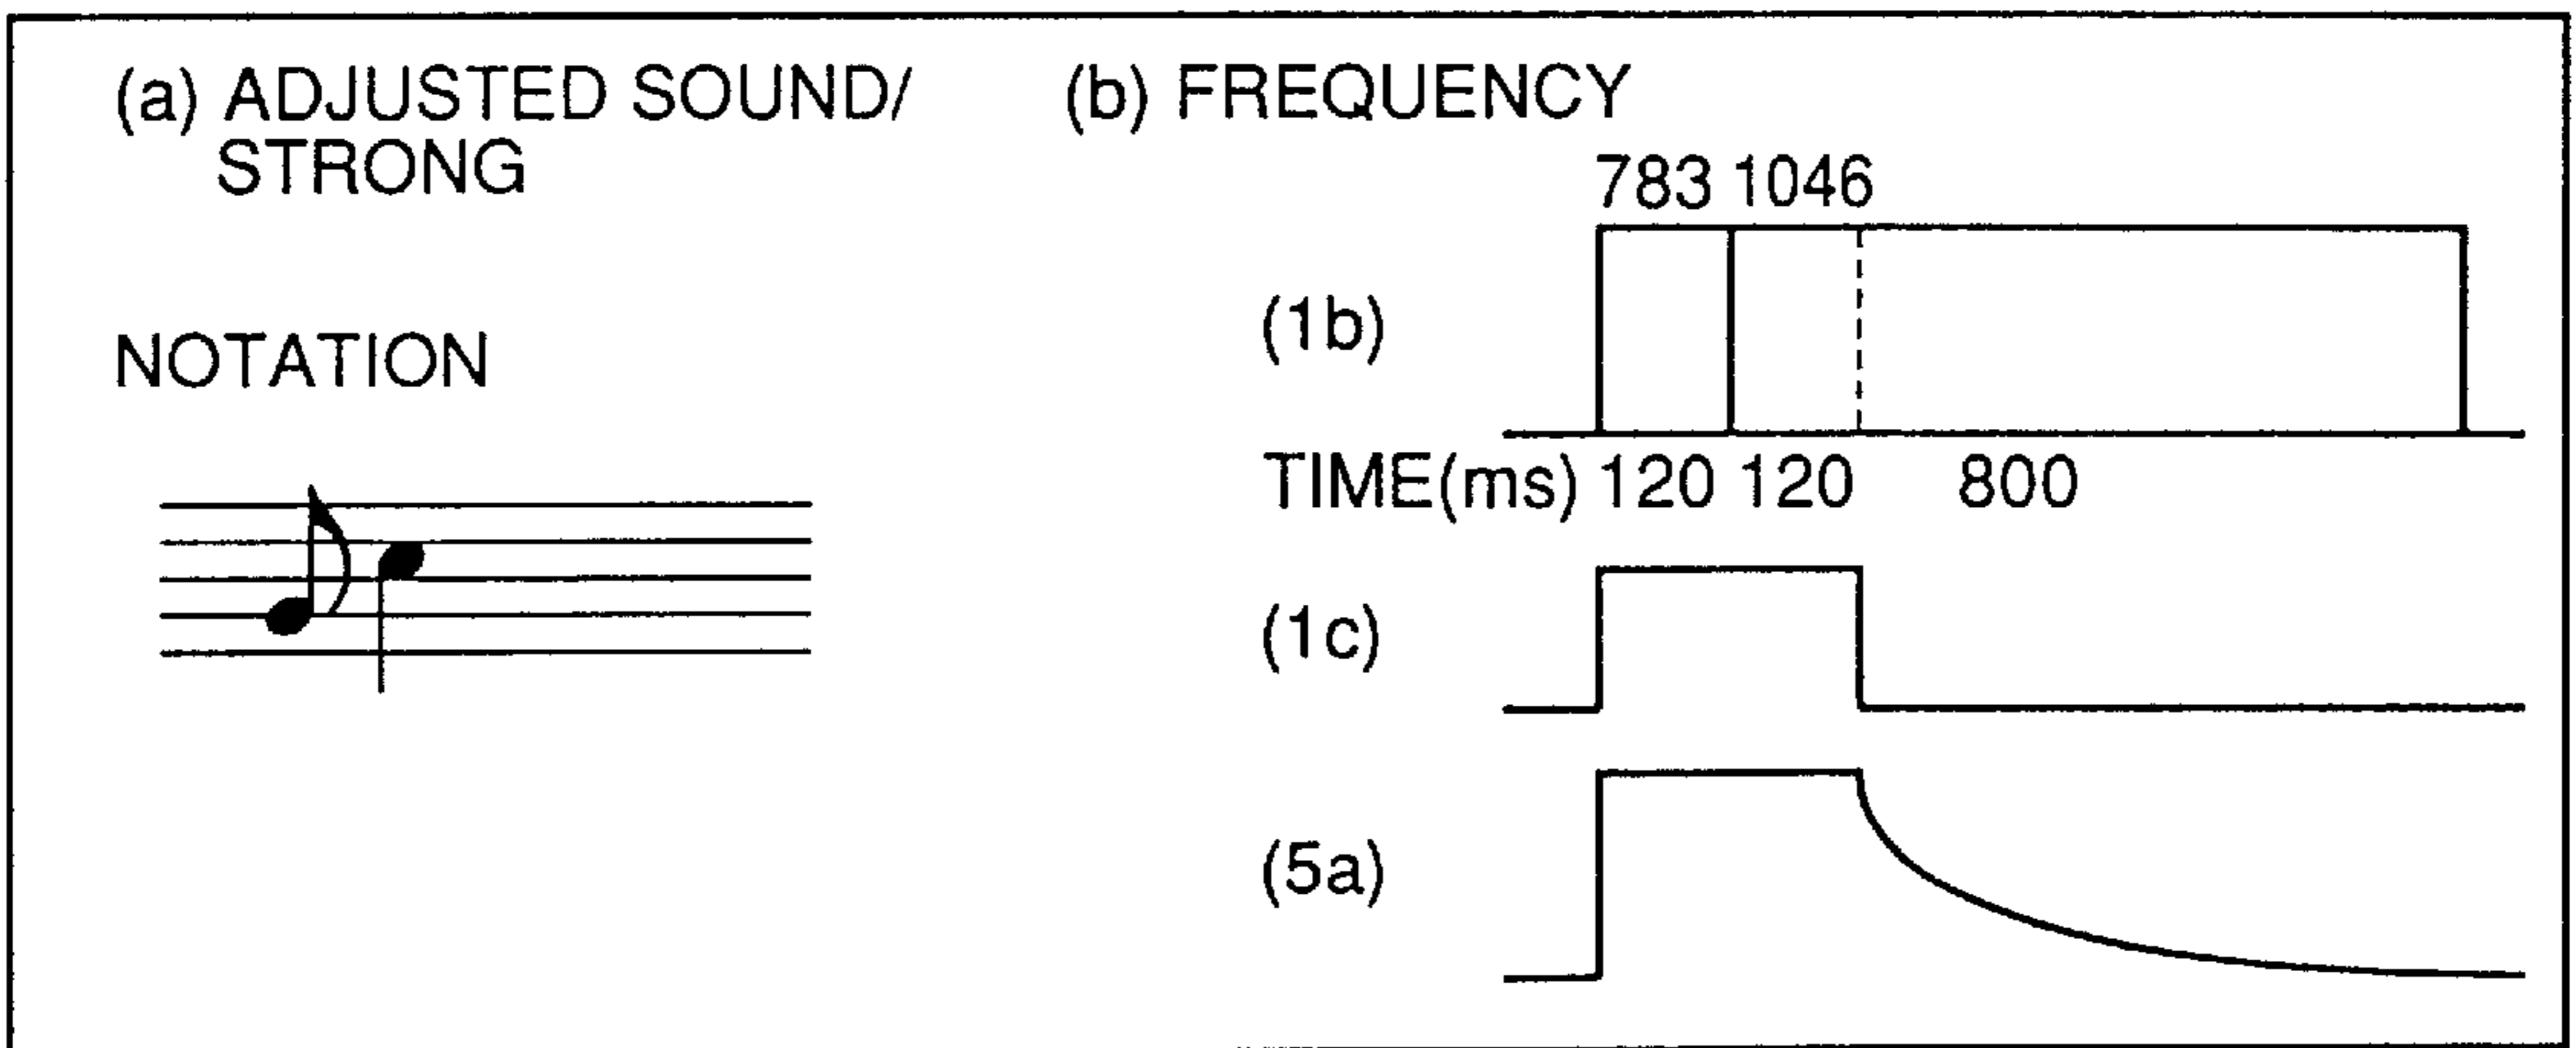 (a) ADJUSTED SOUND/
STRONG
NOTATION
(b) FREQUENCY
783 1046
(1b)
TIME(ms) 120 120 800
(1c)
(5a)